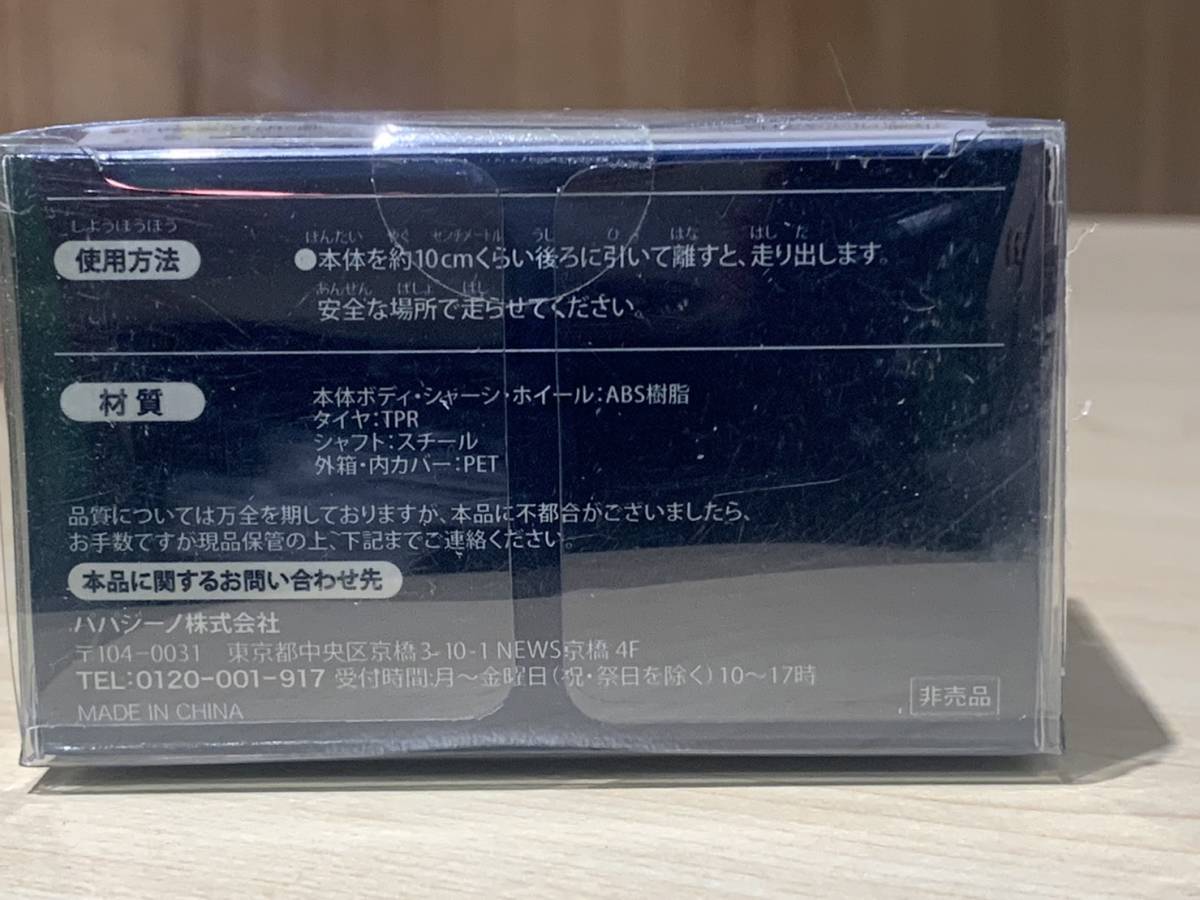 しようほうほう
使用方法
ほんたい やく センチメートル うし ひ はな はし だ
●本体を約10cmくらい後ろに引いて離すと、走り出します。
あんぜん ばしょ はし
安全な場所で走らせてください。
材質
本体ボディ・シャーシ・ホイール：ABS樹脂
タイヤ：TPR
シャフト：スチール
外箱・内カバー：PET
品質については万全を期しておりますが、本品に不都合がございましたら、
お手数ですが現品保管の上、下記までご連絡ください。
本品に関するお問い合わせ先
ハハジーノ株式会社
〒104-0031 東京都中央区京橋3-10-1 NEWS京橋 4F
TEL:0120-001-917 受付時間:月～金曜日(祝・祭日を除く)10～17時
MADE IN CHINA
非売品